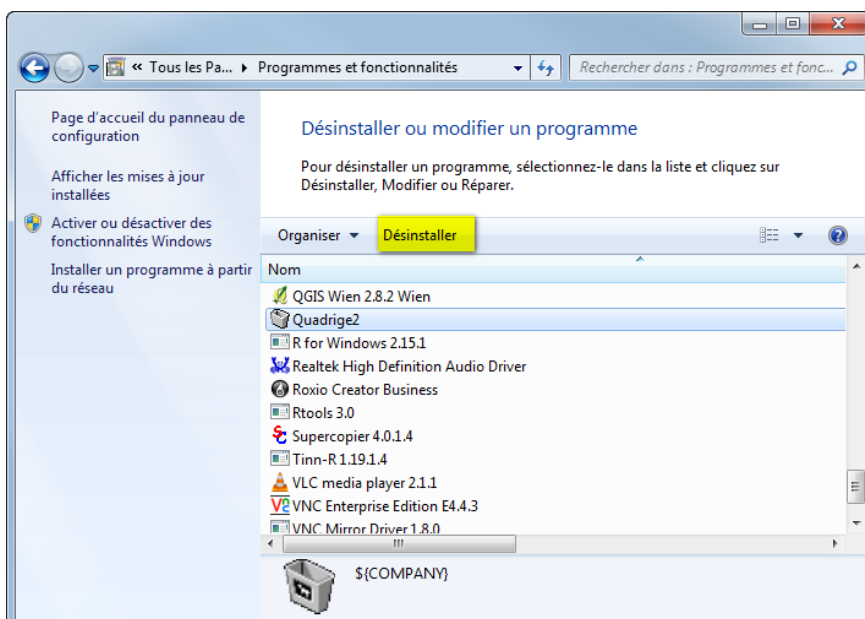 « Tous les Pa... Programmes et fonctionnalités
Rechercher dans : Programmes et fonc...
Page d'accueil du panneau de
configuration
Afficher les mises à jour
installées
Activer ou désactiver des
fonctionnalités Windows
Installer un programme à partir
du réseau
Désinstaller ou modifier un programme
Pour désinstaller un programme, sélectionnez-le dans la liste et cliquez sur
Désinstaller, Modifier ou Réparer.
Organiser Désinstaller
Nom
QGIS Wien 2.8.2 Wien
Quadrige2
R for Windows 2.15.1
Realtek High Definition Audio Driver
Roxio Creator Business
Rtools 3.0
Supercopier 4.0.1.4
Tinn-R 1.19.1.4
VLC media player 2.1.1
VNC Enterprise Edition E4.4.3
VNC Mirror Driver 1.8.0
${COMPANY}